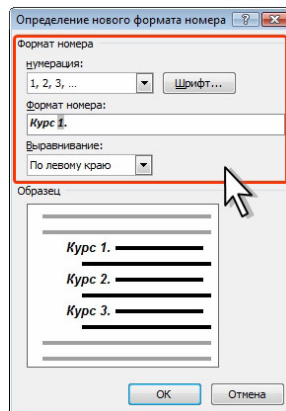 Определение нового формата номера
Формат номера
нумерация:
1, 2, 3, ...
Шрифт...
Формат номера:
Курс 1.
Выравнивание:
По левому краю
Образец
Курс 1.
Курс 2.
Курс 3.
ОК
Отмена